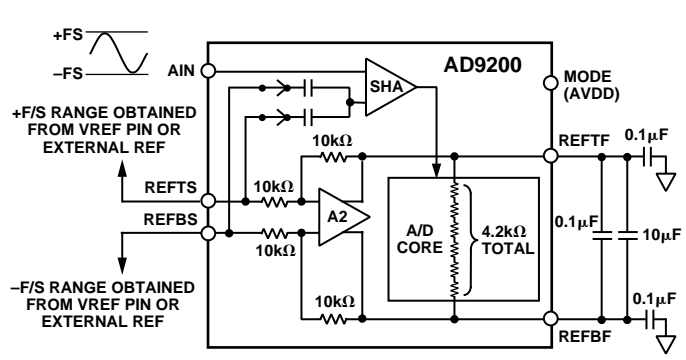 +FS
–FS
AIN
AD9200
SHA
MODE
(AVDD)
+F/S RANGE OBTAINED
FROM VREF PIN OR
EXTERNAL REF
10kΩ
REFTF
0.1µF
REFTS
10kΩ
A2
A/D
CORE
4.2kΩ
TOTAL
0.1µF
10µF
REFBS
10kΩ
–F/S RANGE OBTAINED
FROM VREF PIN OR
EXTERNAL REF
10kΩ
0.1µF
REFBF